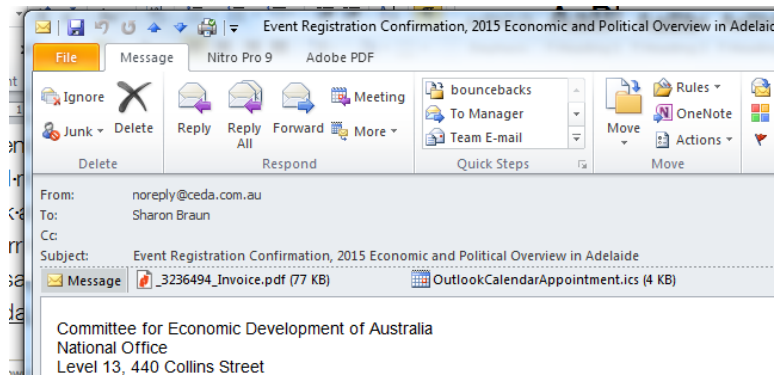 Event Registration Confirmation, 2015 Economic and Political Overview in Adelaid
File Message Nitro Pro 9 Adobe PDF
Ignore
Junk
Delete
Reply
Reply All
Forward
Meeting
More
bouncebacks
To Manager
Team E-mail
Move
Rules
OneNote
Actions
Delete Respond Quick Steps Move
From: noreply@ceda.com.au
To: Sharon Braun
Cc:
Subject: Event Registration Confirmation, 2015 Economic and Political Overview in Adelaide
Message _3236494_Invoice.pdf (77 KB) OutlookCalendarAppointment.ics (4 KB)
Committee for Economic Development of Australia
National Office
Level 13, 440 Collins Street